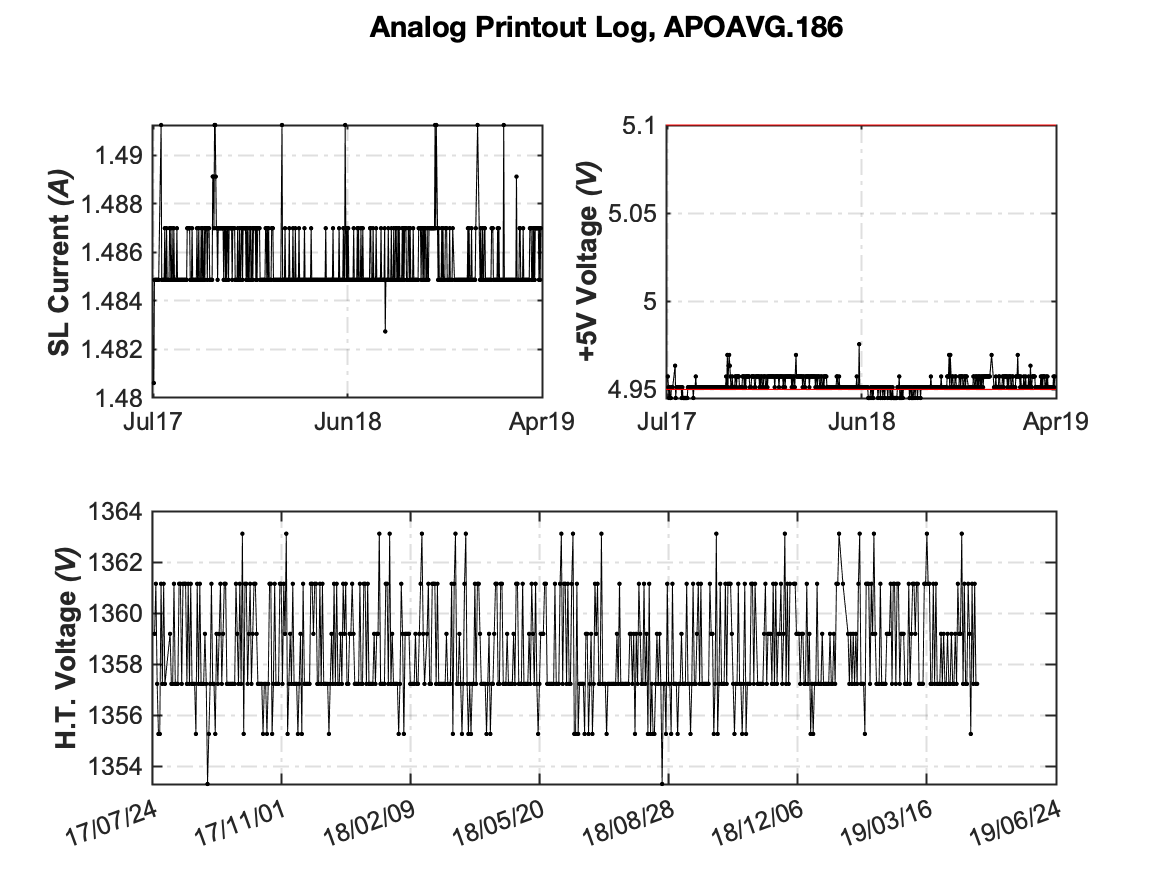 Analog Printout Log, APOAVG.186
SL Current (A)
1.49
1.488
1.486
1.484
1.482
1.48
Jul17 Jun18 Apr19
+5V Voltage (V)
5.1
5.05
5
4.95
Jul17 Jun18 Apr19
H.T. Voltage (V)
1364
1362
1360
1358
1356
1354
17/07/24 17/11/01 18/02/09 18/05/20 18/08/28 18/12/06 19/03/16 19/06/24